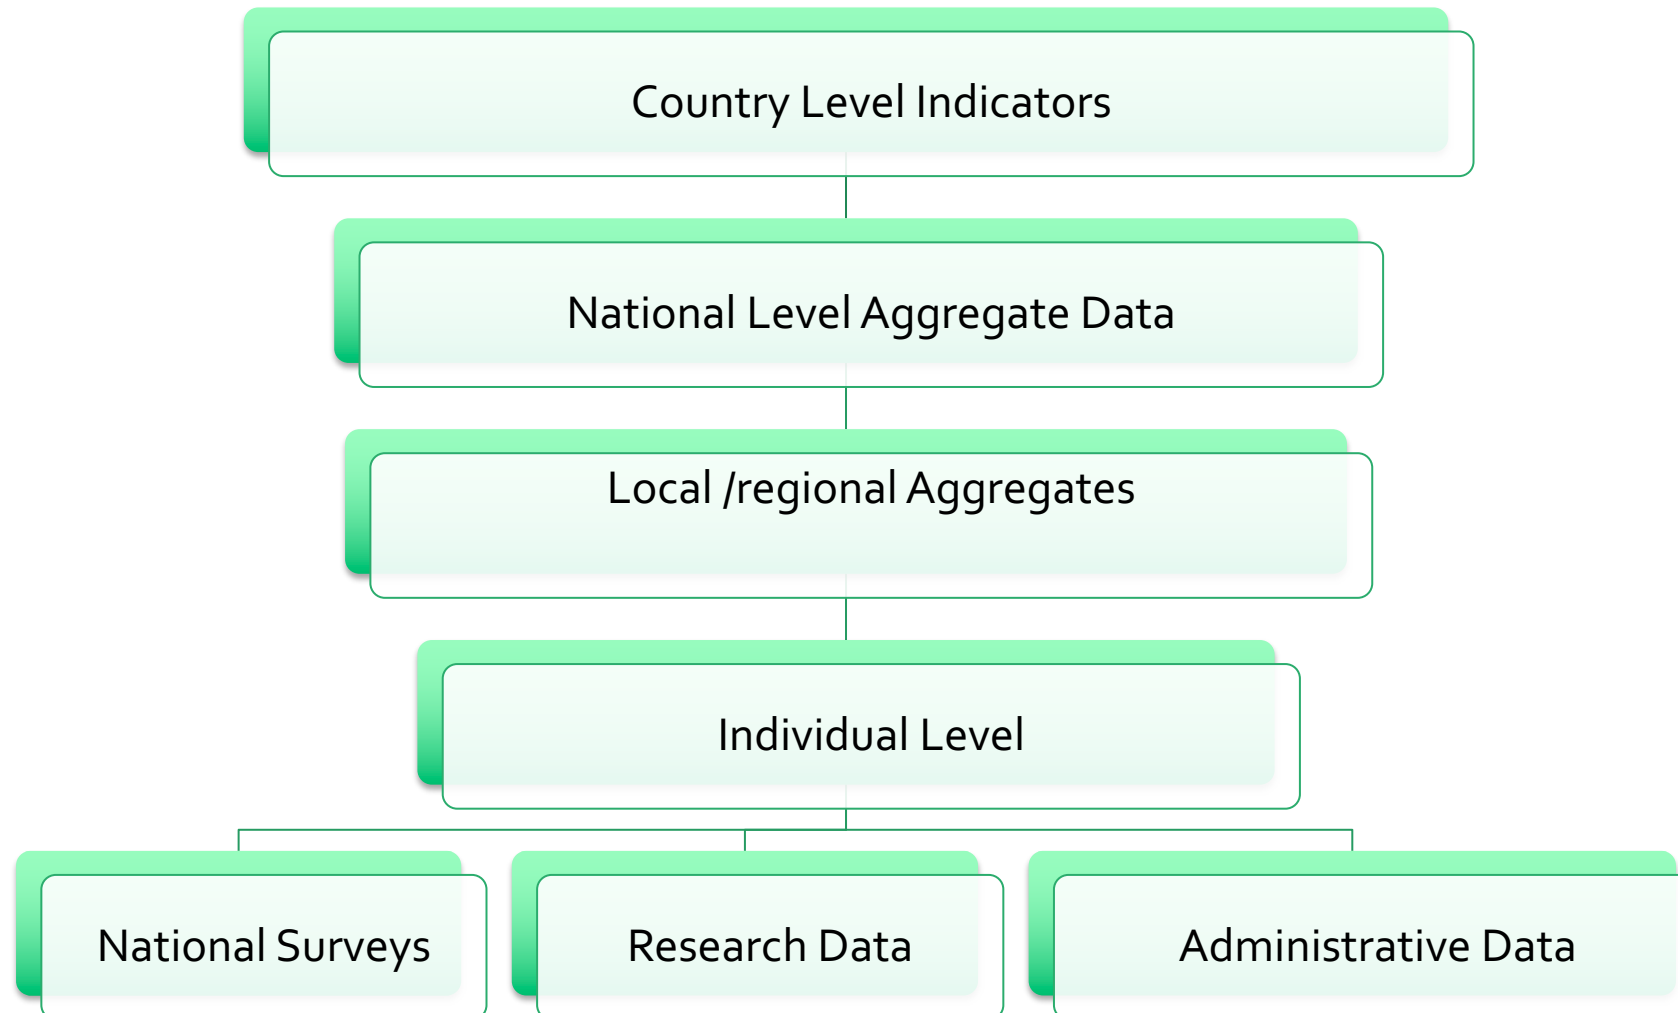 Country Level Indicators
National Level Aggregate Data
Local /regional Aggregates
Individual Level
National Surveys
Research Data
Administrative Data